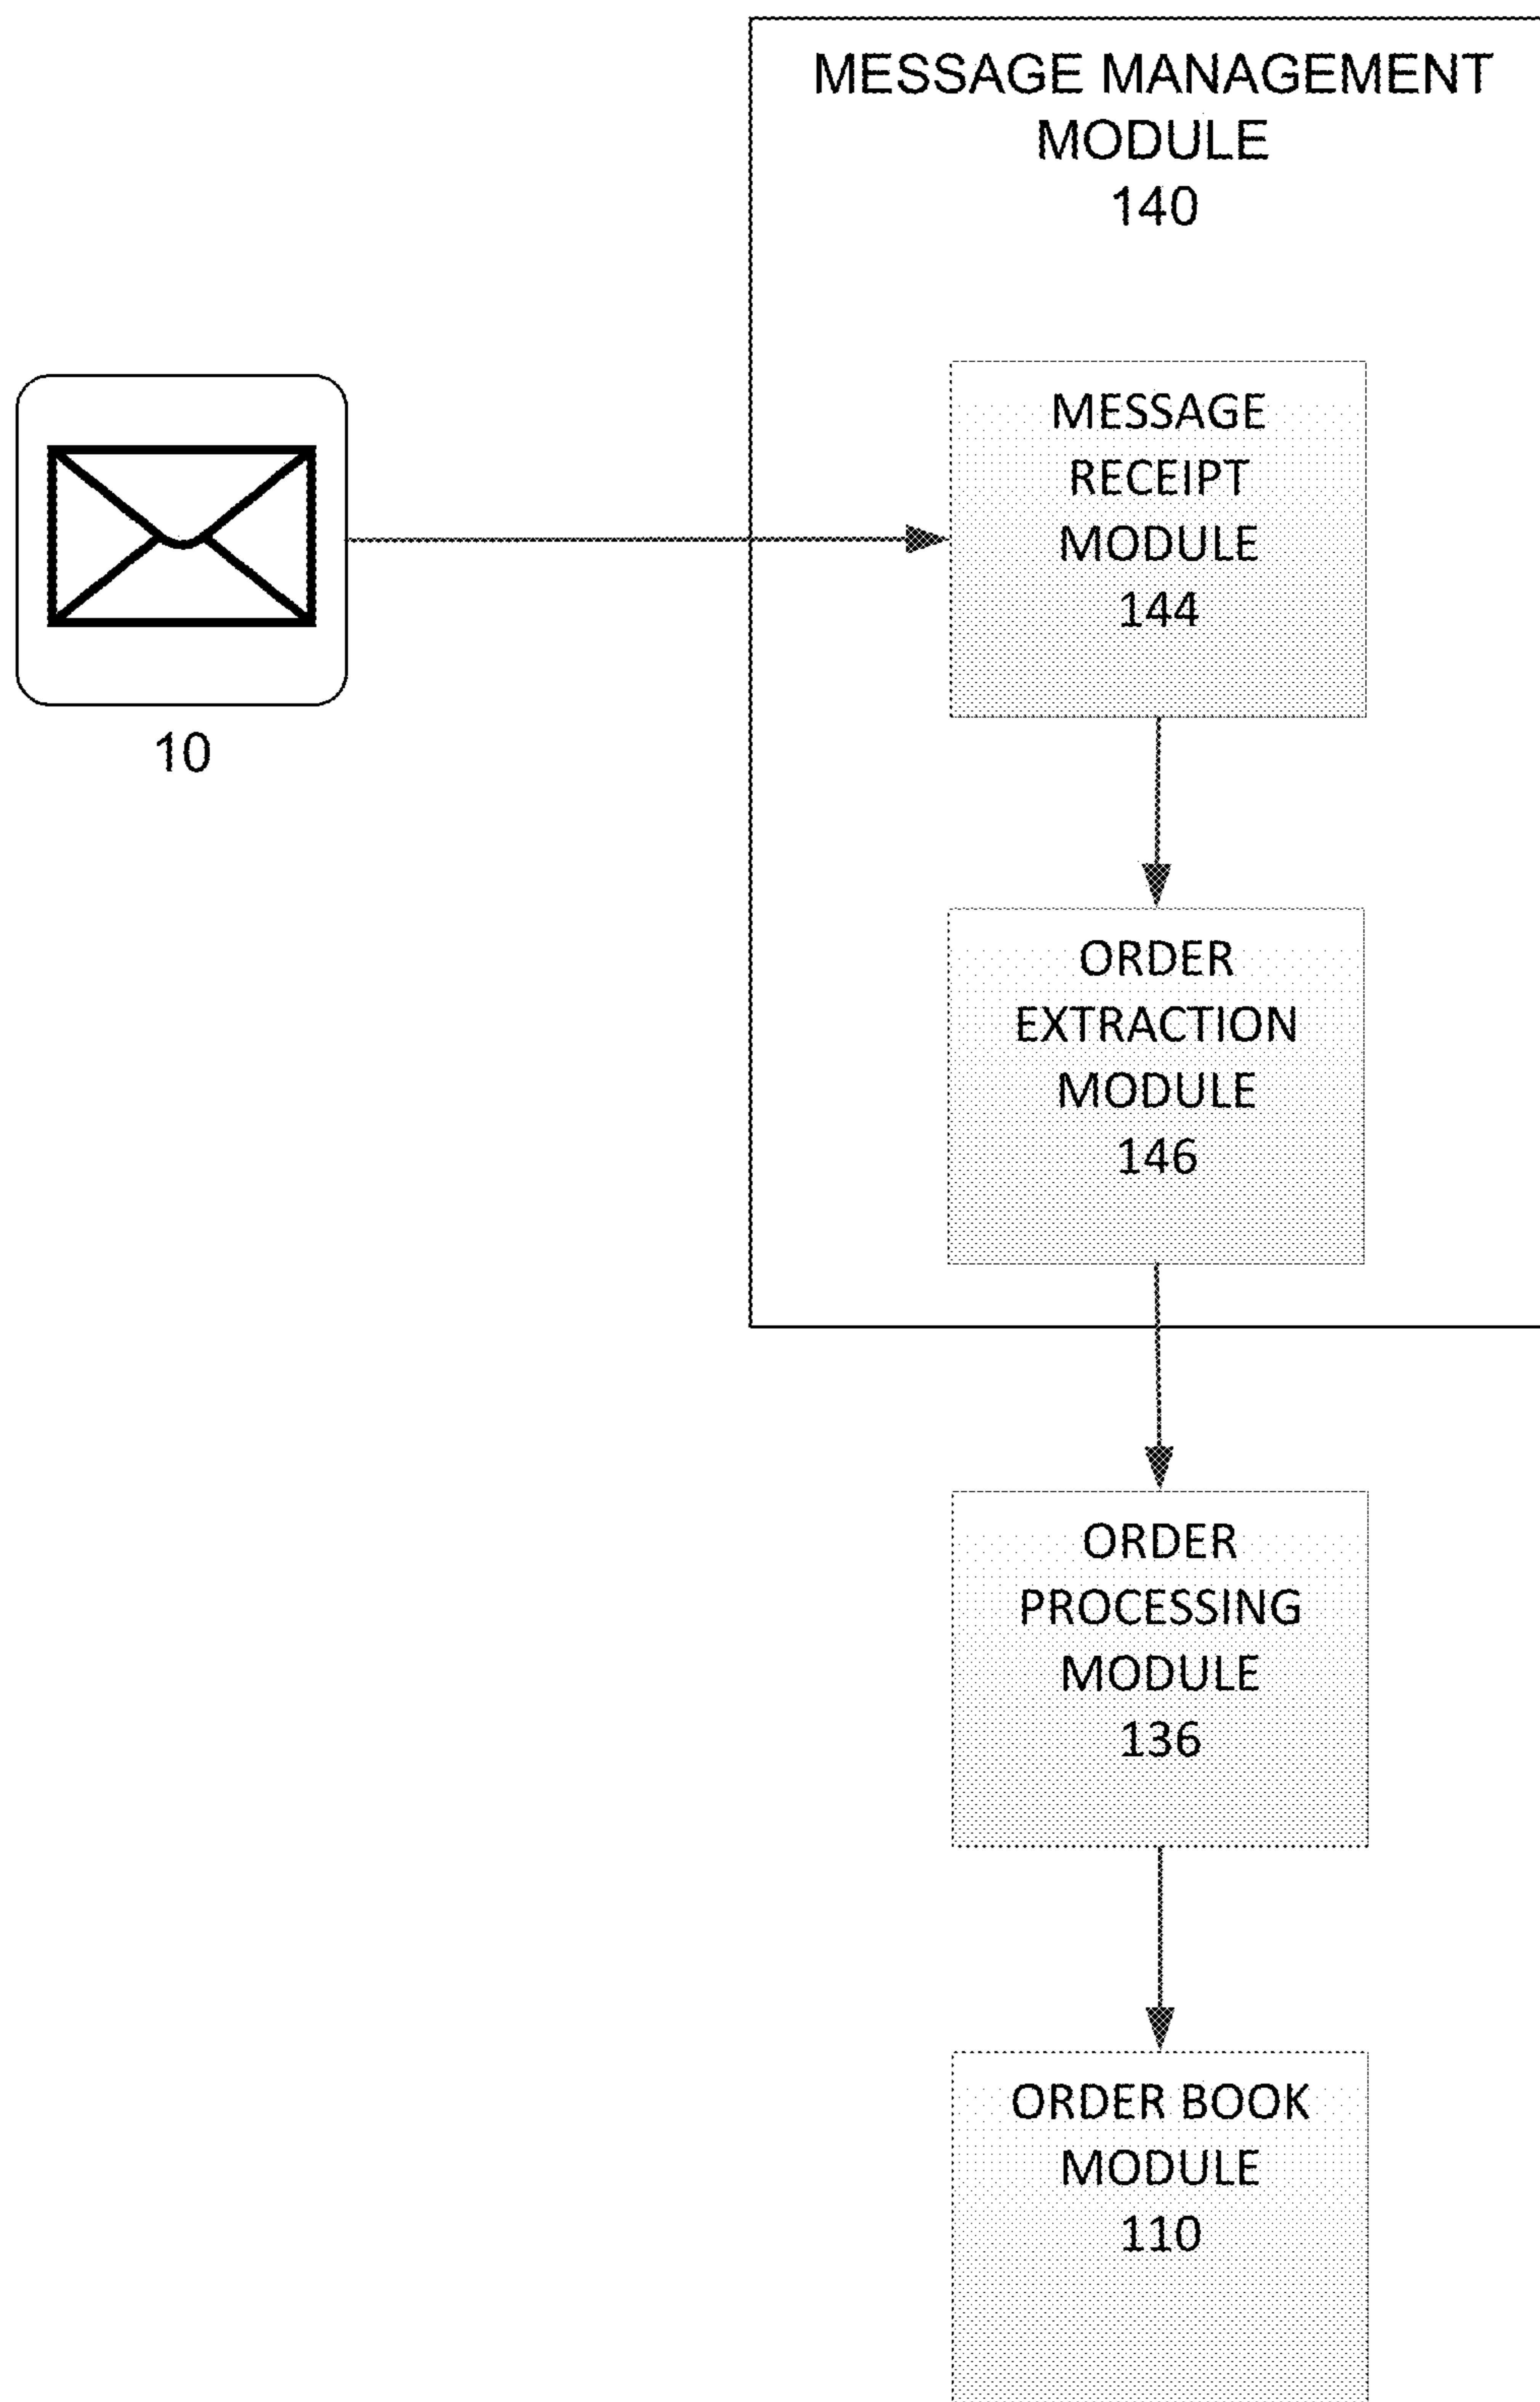 MESSAGE MANAGEMENT
MODULE
140
10
MESSAGE
RECEIPT
MODULE
144
ORDER
EXTRACTION
MODULE
146
ORDER
PROCESSING
MODULE
136
ORDER BOOK
MODULE
110